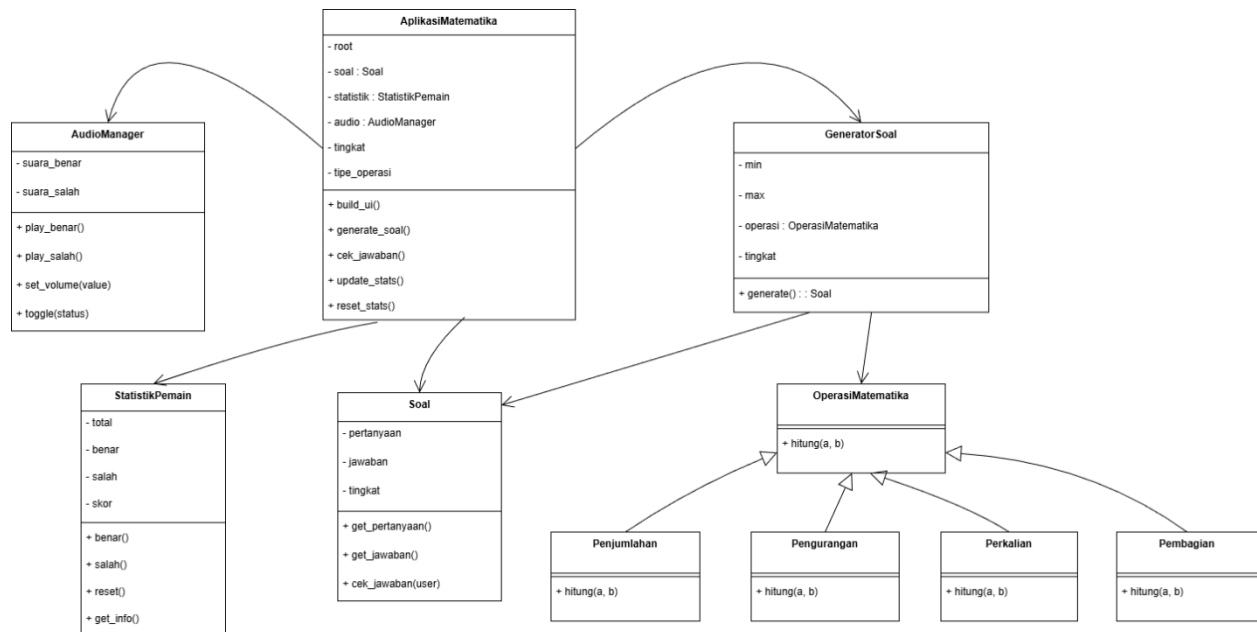 AplikasiMatematika
- root
- soal : Soal
- statistik : StatistikPemain
- audio : AudioManager
- tingkat
- tipe_operasi
+ build_ui()
+ generate_soal()
+ cek_jawaban()
+ update_stats()
+ reset_stats()
AudioManager
- suara_benar
- suara_salah
+ play_benar()
+ play_salah()
+ set_volume(value)
+ toggle(status)
GeneratorSoal
- min
- max
- operasi : OperasiMatematika
- tingkat
+ generate() : : Soal
StatistikPemain
- total
- benar
- salah
- skor
+ benar()
+ salah()
+ reset()
+ get_info()
Soal
- pertanyaan
- jawaban
- tingkat
+ get_pertanyaan()
+ get_jawaban()
+ cek_jawaban(user)
OperasiMatematika
+ hitung(a, b)
Penjumlahan
+ hitung(a, b)
Pengurangan
+ hitung(a, b)
Perkalian
+ hitung(a, b)
Pembagian
+ hitung(a, b)